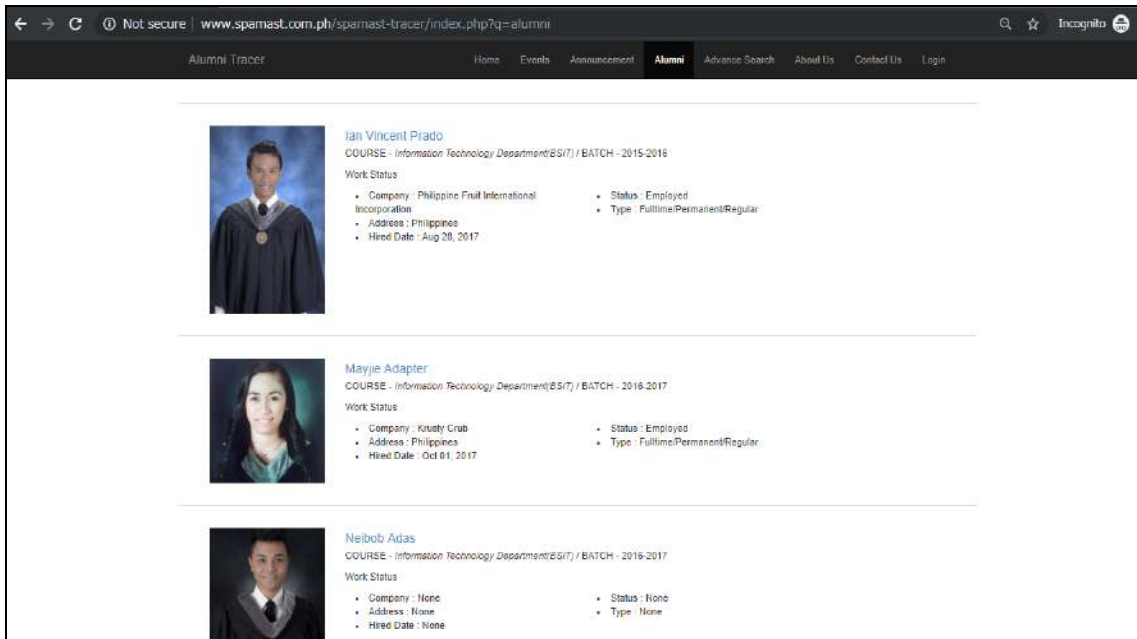 Not secure | www.spamast.com.ph/spamast-tracer/index.php?q=alumni Incognito
Alumni Tracer Home Events Announcement Alumni Advance Search About Us Contact Us Login
Ian Vincent Prado
COURSE - Information Technology Department(BSIT) / BATCH - 2015-2016
Work Status
• Company : Philippine Fruit International
Incorporation
• Address : Philippines
• Hired Date : Aug 28, 2017
• Status : Employed
• Type : Fulltime/Permanent/Regular
Mayjie Adapter
COURSE - Information Technology Department(BSIT) / BATCH - 2016-2017
Work Status
• Company : Krusty Crub
• Address : Philippines
• Hired Date : Oct 01, 2017
• Status : Employed
• Type : Fulltime/Permanent/Regular
Neibob Adas
COURSE - Information Technology Department(BSIT) / BATCH - 2016-2017
Work Status
• Company : None
• Address : None
• Hired Date : None
• Status : None
• Type : None